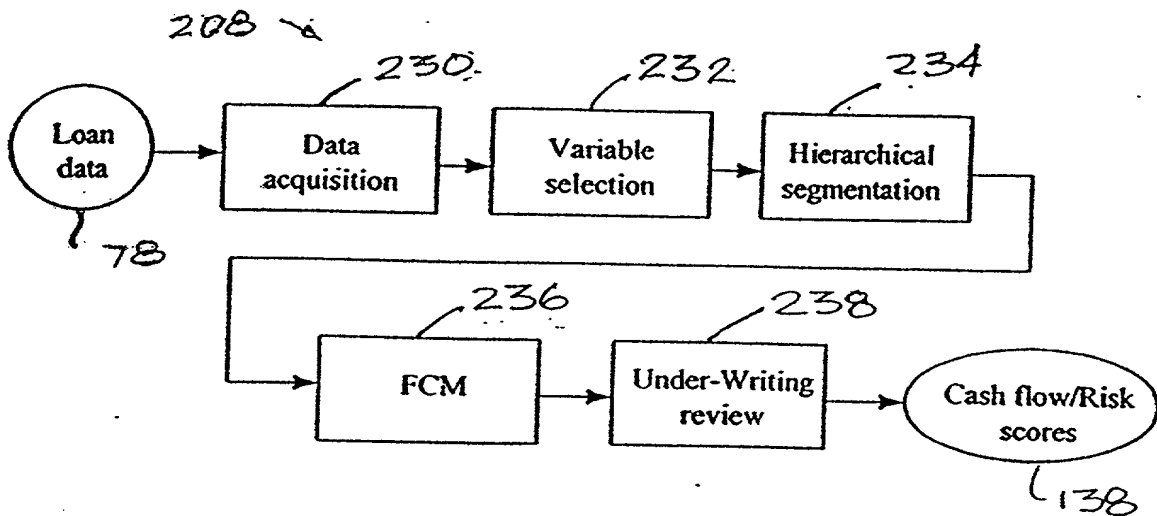 208
230
232
234
Loan
data
Data
acquisition
Variable
selection
Hierarchical
segmentation
78
236
238
FCM
Under-Writing
review
Cash flow/Risk
scores
138